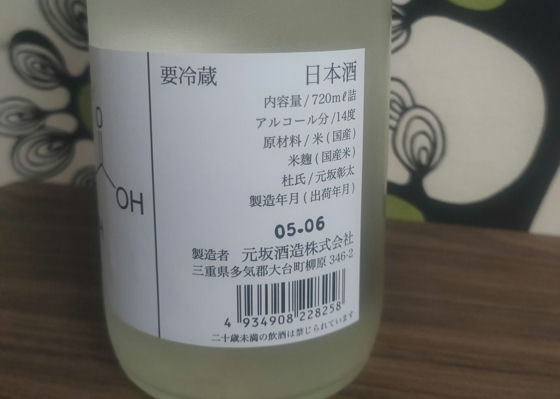 要冷蔵
日本酒
内容量/720mℓ詰
アルコール分/14度
原材料/米(国産)
米麹(国産米)
杜氏/元坂彰太
製造年月(出荷年月)
05-06
製造者 元坂酒造株式会社
三重県多気郡大台町柳原 346-2
4 934908 228258
二十歳未満の飲酒は禁じられています
O
OH